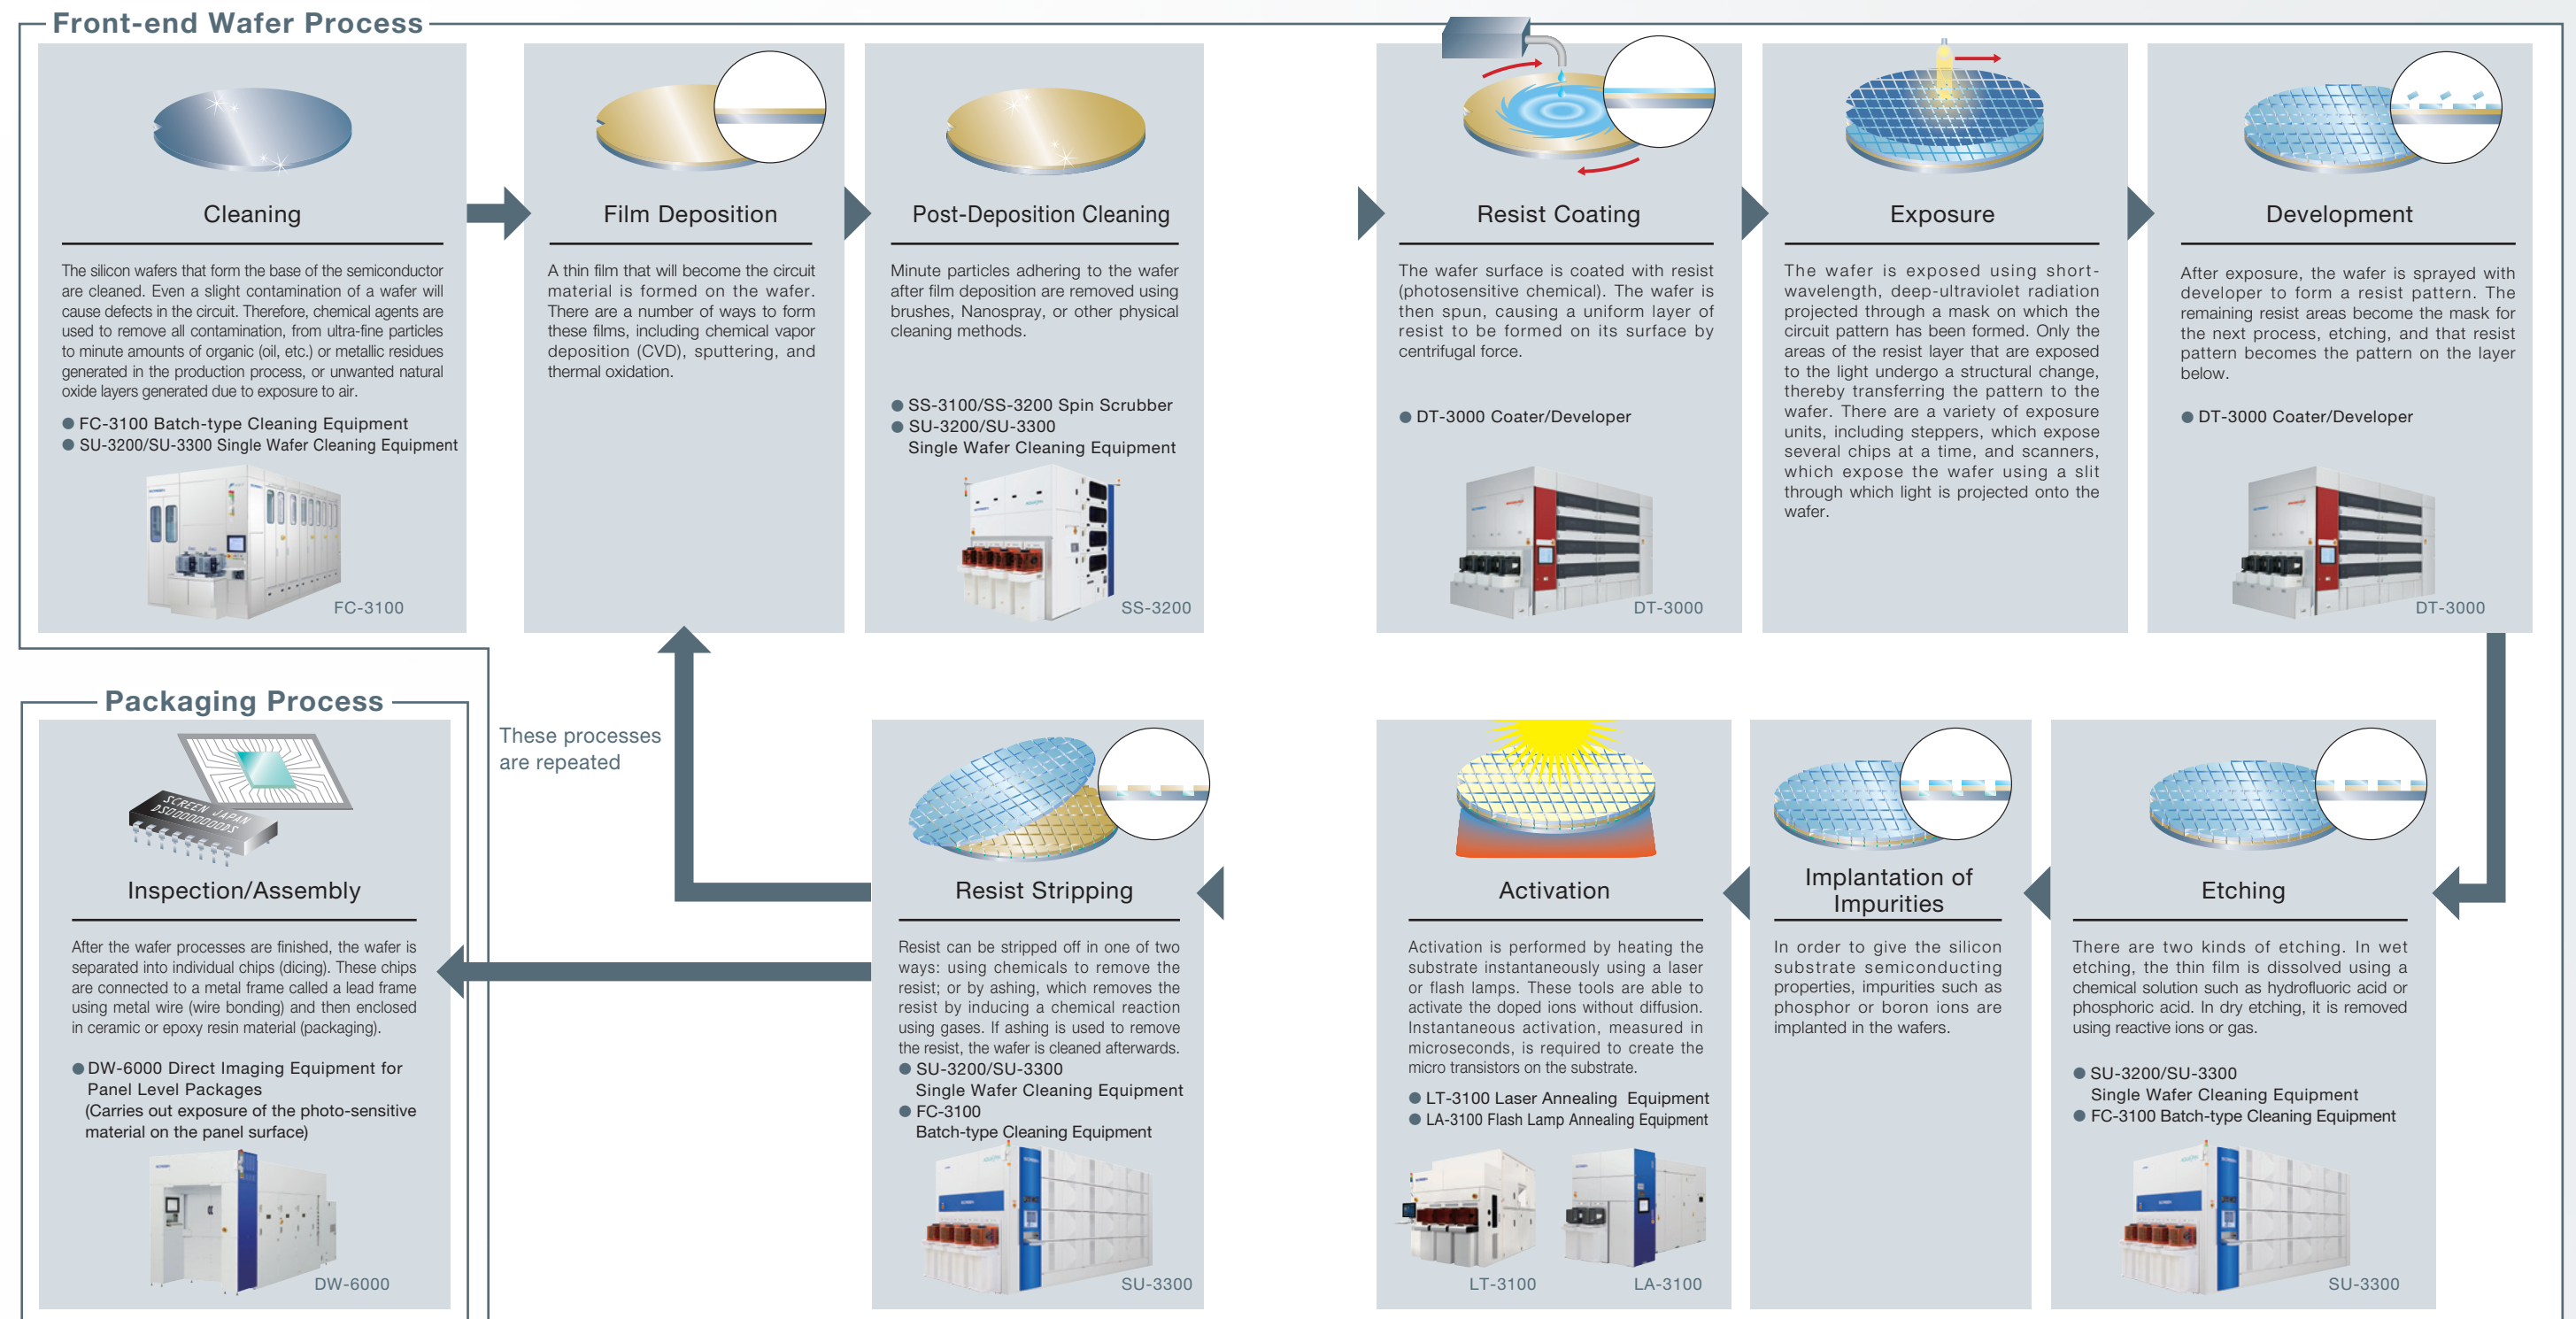 Front-end Wafer Process
Cleaning
The silicon wafers that form the base of the semiconductor
are cleaned. Even a slight contamination of a wafer will
cause defects in the circuit. Therefore, chemical agents are
used to remove all contamination, from ultra-fine particles
to minute amounts of organic (oil, etc.) or metallic residues
generated in the production process, or unwanted natural
oxide layers generated due to exposure to air.
● FC-3100 Batch-type Cleaning Equipment
● SU-3200/SU-3300 Single Wafer Cleaning Equipment
FC-3100
Film Deposition
A thin film that will become the circuit
material is formed on the wafer.
There are a number of ways to form
these films, including chemical vapor
deposition (CVD), sputtering, and
thermal oxidation.
Post-Deposition Cleaning
Minute particles adhering to the wafer
after film deposition are removed using
brushes, Nanospray, or other physical
cleaning methods.
● SS-3100/SS-3200 Spin Scrubber
● SU-3200/SU-3300
Single Wafer Cleaning Equipment
SS-3200
Resist Coating
The wafer surface is coated with resist
(photosensitive chemical). The wafer is
then spun, causing a uniform layer of
resist to be formed on its surface by
centrifugal force.
● DT-3000 Coater/Developer
DT-3000
Exposure
The wafer is exposed using short-
wavelength, deep-ultraviolet radiation
projected through a mask on which the
circuit pattern has been formed. Only the
areas of the resist layer that are exposed
to the light undergo a structural change,
thereby transferring the pattern to the
wafer. There are a variety of exposure
units, including steppers, which expose
several chips at a time, and scanners,
which expose the wafer using a slit
through which light is projected onto the
wafer.
Development
After exposure, the wafer is sprayed with
developer to form a resist pattern. The
remaining resist areas become the mask for
the next process, etching, and that resist
pattern becomes the pattern on the layer
below.
● DT-3000 Coater/Developer
DT-3000
Packaging Process
SCREEN JAPAN
Inspection/Assembly
After the wafer processes are finished, the wafer is
separated into individual chips (dicing). These chips
are connected to a metal frame called a lead frame
using metal wire (wire bonding) and then enclosed
in ceramic or epoxy resin material (packaging).
● DW-6000 Direct Imaging Equipment for
Panel Level Packages
(Carries out exposure of the photo-sensitive
material on the panel surface)
DW-6000
These processes
are repeated
Resist Stripping
Resist can be stripped off in one of two
ways: using chemicals to remove the
resist; or by ashing, which removes the
resist by inducing a chemical reaction
using gases. If ashing is used to remove
the resist, the wafer is cleaned afterwards.
● SU-3200/SU-3300
Single Wafer Cleaning Equipment
● FC-3100
Batch-type Cleaning Equipment
SU-3300
Activation
Activation is performed by heating the
substrate instantaneously using a laser
or flash lamps. These tools are able to
activate the doped ions without diffusion.
Instantaneous activation, measured in
microseconds, is required to create the
micro transistors on the substrate.
● LT-3100 Laser Annealing Equipment
● LA-3100 Flash Lamp Annealing Equipment
LT-3100
LA-3100
Implantation of
Impurities
In order to give the silicon
substrate semiconducting
properties, impurities such as
phosphor or boron ions are
implanted in the wafers.
Etching
There are two kinds of etching. In wet
etching, the thin film is dissolved using a
chemical solution such as hydrofluoric acid or
phosphoric acid. In dry etching, it is removed
using reactive ions or gas.
● SU-3200/SU-3300
Single Wafer Cleaning Equipment
● FC-3100 Batch-type Cleaning Equipment
SU-3300